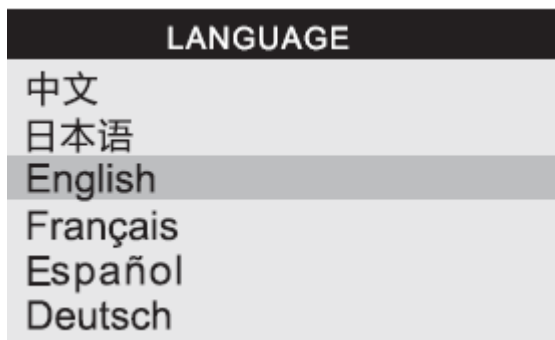 LANGUAGE
中文
日本语
English
Français
Español
Deutsch